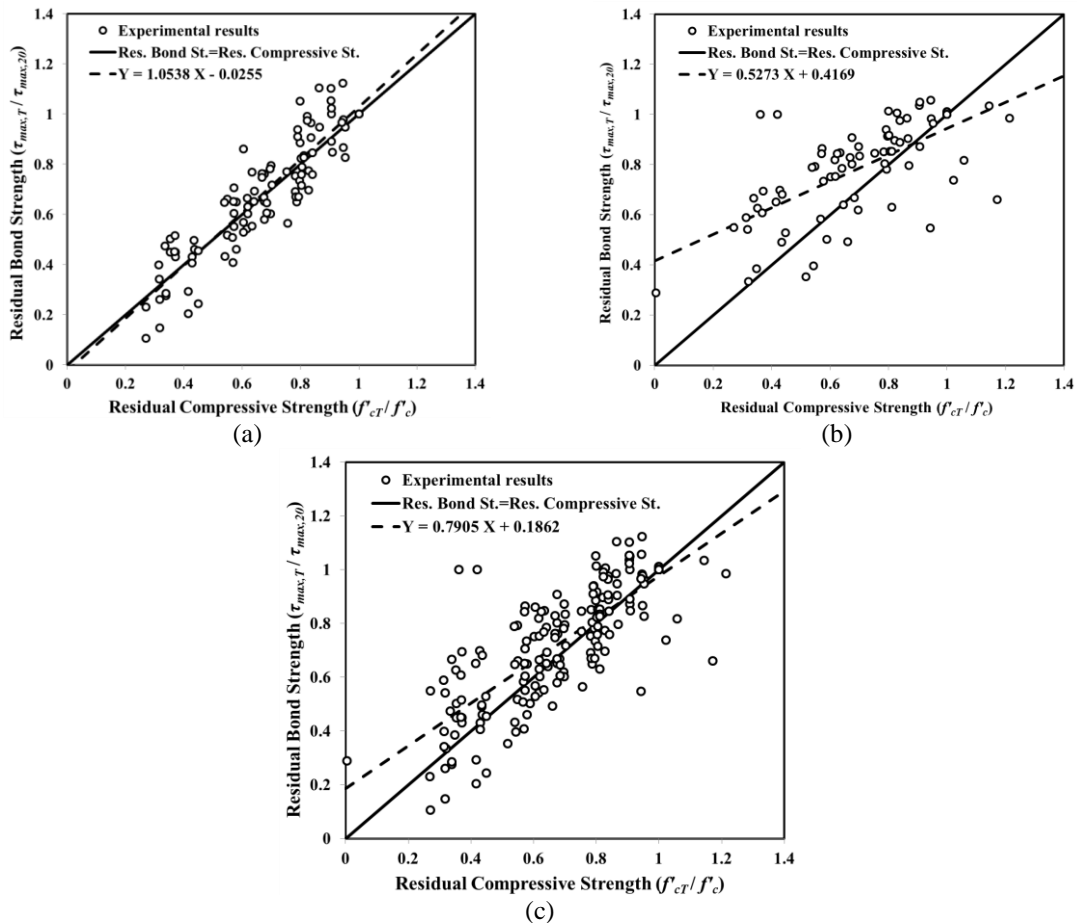 1.4
1.2
1
0.8
0.6
0.4
0.2
0
Residual Bond Strength (τmax,T / τmax,20)
Experimental results
Res. Bond St.=Res. Compressive St.
Y = 1.0538 X - 0.0255
0 0.2 0.4 0.6 0.8 1 1.2 1.4
Residual Compressive Strength (f'cT / f'c)
(a)
1.4
1.2
1
0.8
0.6
0.4
0.2
0
Residual Bond Strength (τmax,T / τmax,20)
Experimental results
Res. Bond St.=Res. Compressive St.
Y = 0.5273 X + 0.4169
0 0.2 0.4 0.6 0.8 1 1.2 1.4
Residual Compressive Strength (f'cT / f'c)
(b)
1.4
1.2
1
0.8
0.6
0.4
0.2
0
Residual Bond Strength (τmax,T / τmax,20)
Experimental results
Res. Bond St.=Res. Compressive St.
Y = 0.7905 X + 0.1862
0 0.2 0.4 0.6 0.8 1 1.2 1.4
Residual Compressive Strength (f'cT / f'c)
(c)